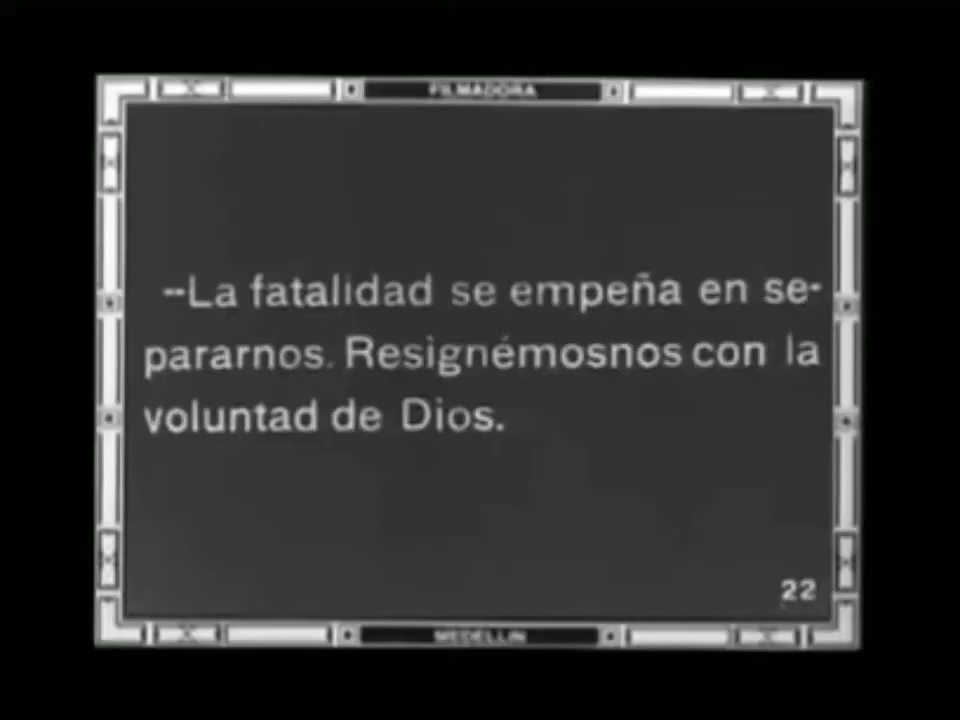 FILMADORA
--La fatalidad se empeña en se-
pararnos. Resignémosnos con la
voluntad de Dios.
22
MEDELLIN